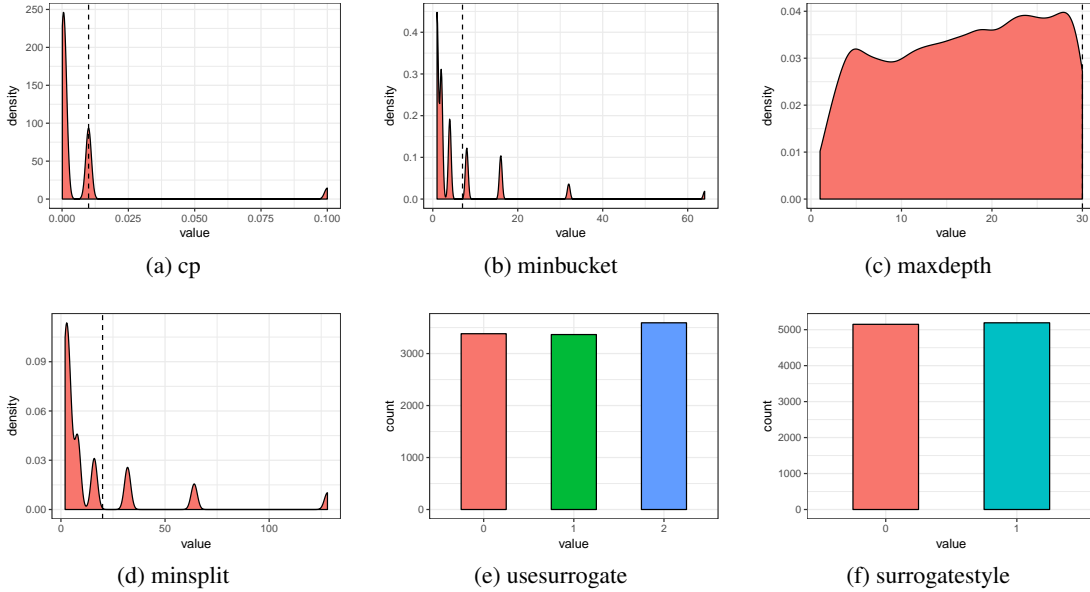 250
200
150
100
50
0
density
0.000
0.025
0.050
0.075
0.100
value
(a) cp
0.4
0.3
0.2
0.1
0.0
density
0
20
40
60
value
(b) minbucket
0.04
0.03
0.02
0.01
0.00
density
0
10
20
30
value
(c) maxdepth
0.09
0.06
0.03
0.00
density
0
50
100
value
(d) minsplit
3000
2000
1000
0
count
0
1
2
value
(e) usesurrogate
5000
4000
3000
2000
1000
0
count
0
1
value
(f) surrogatestyle